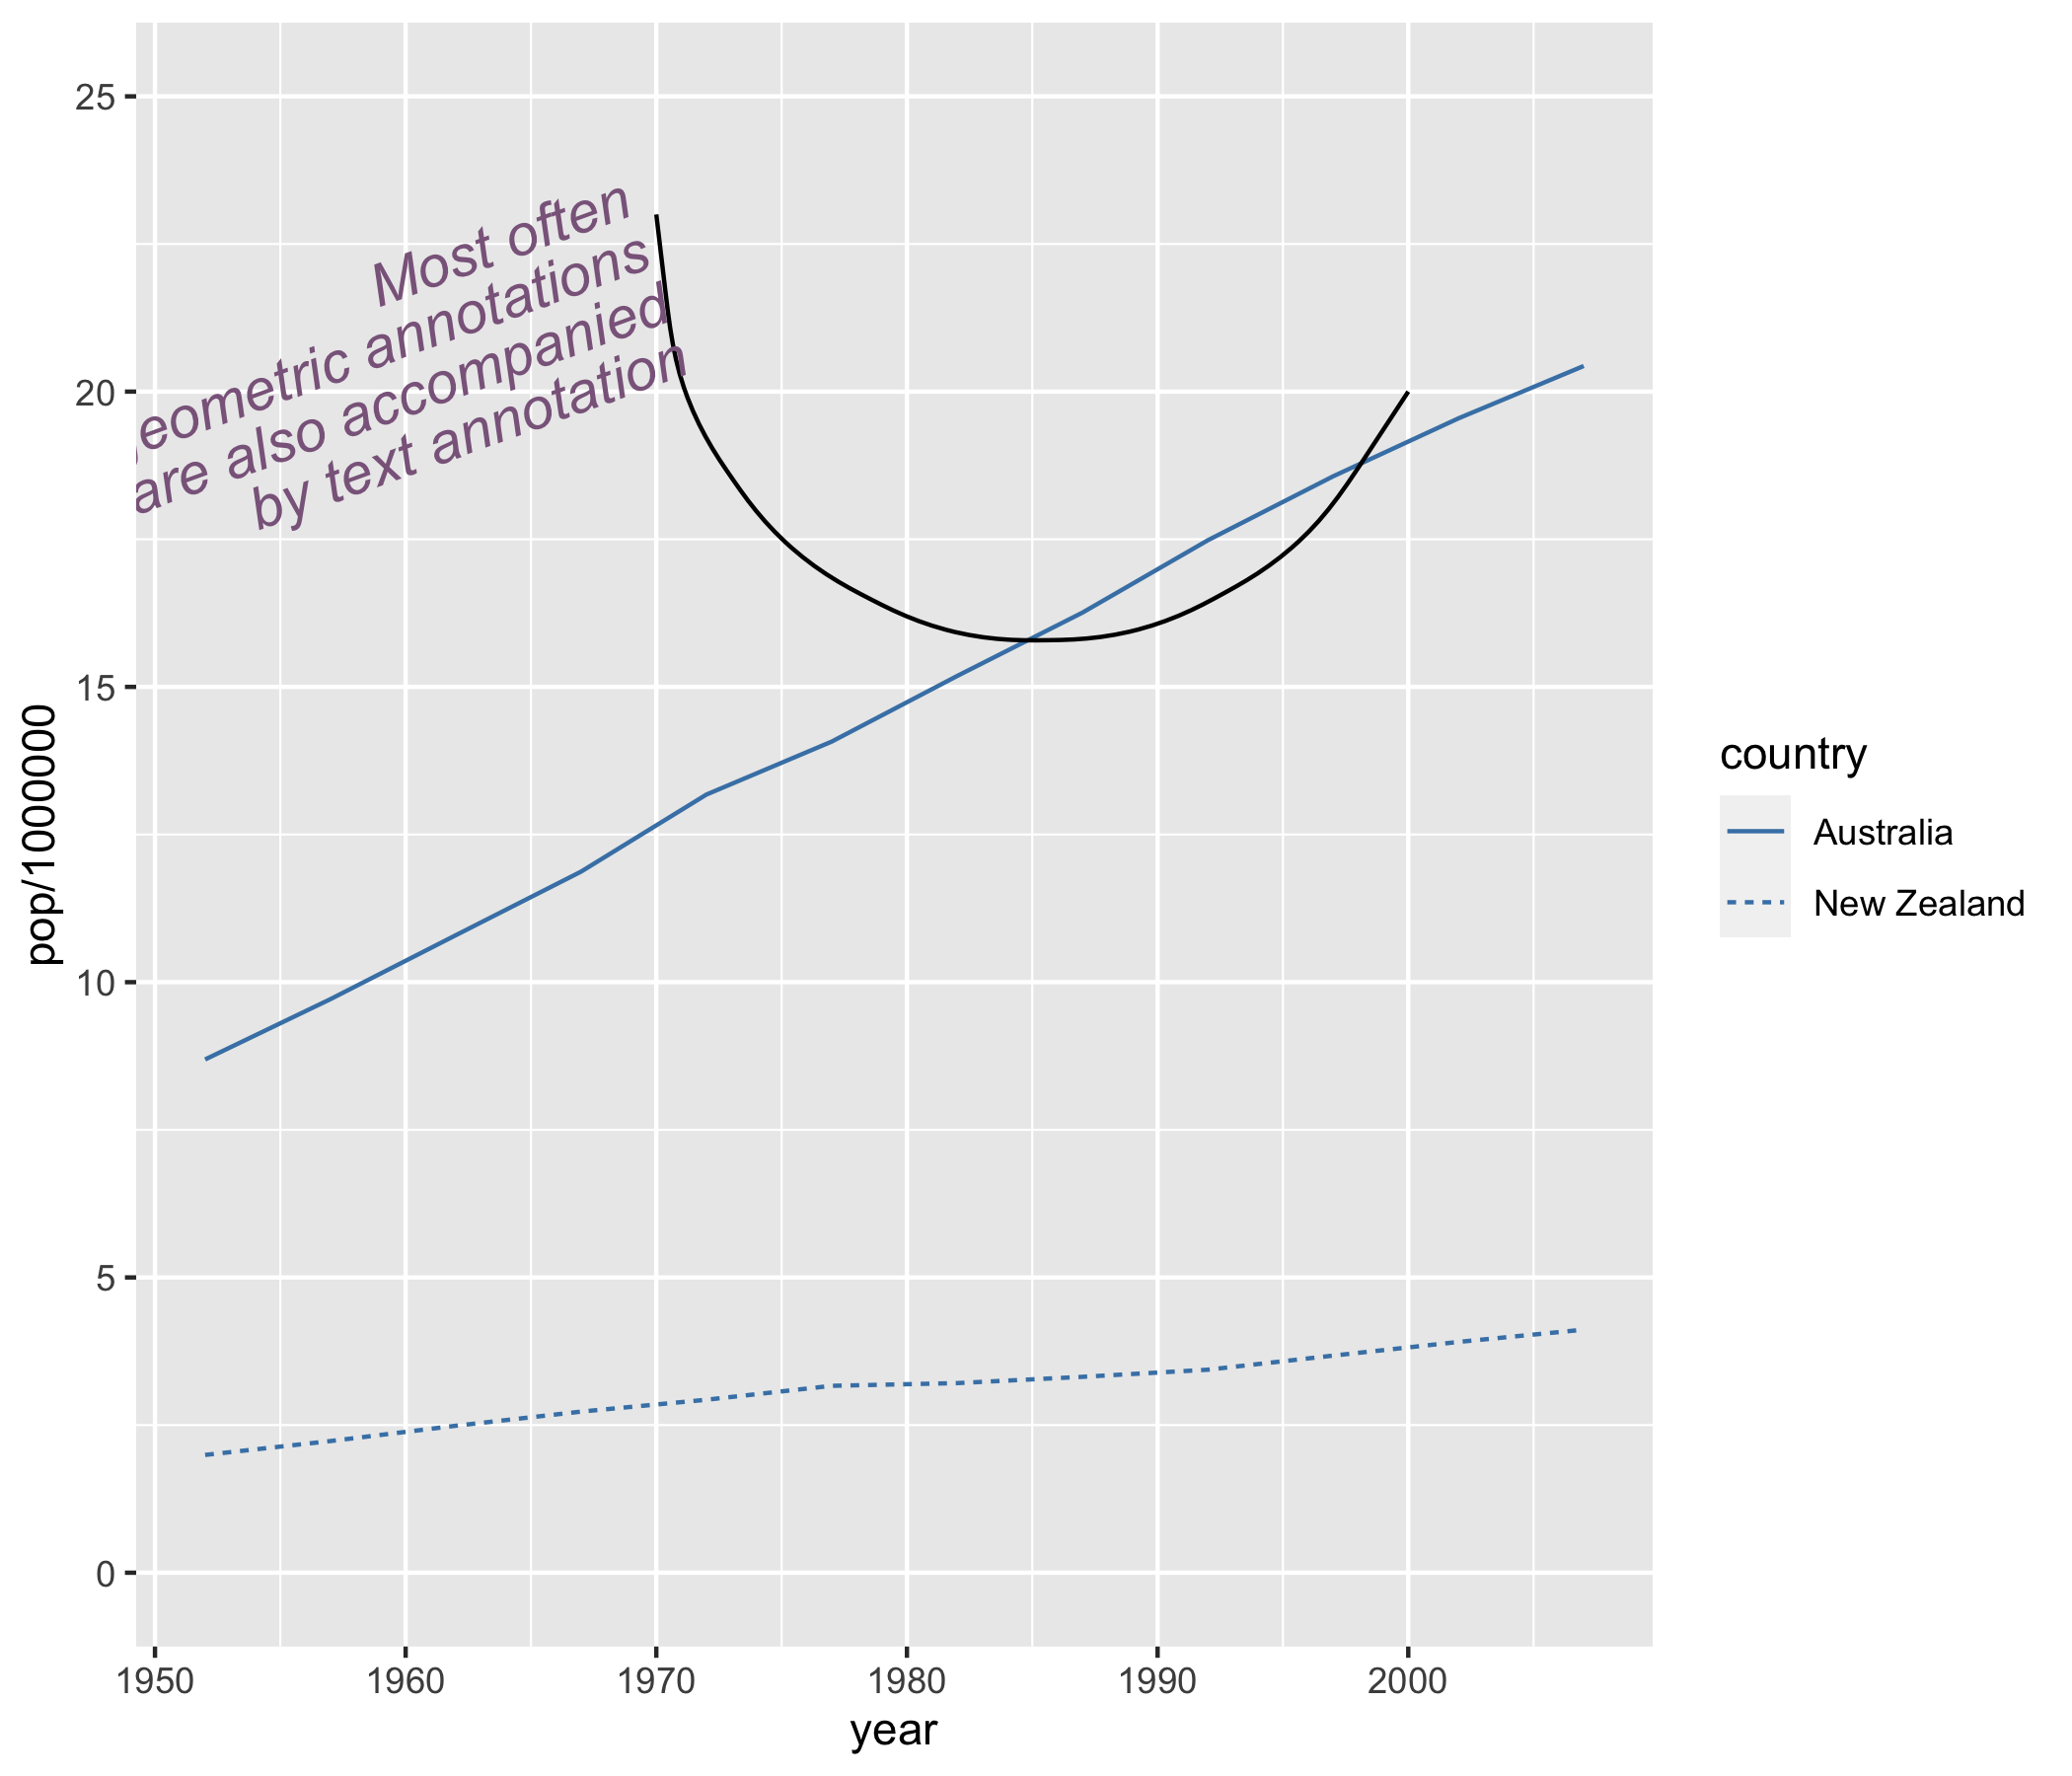 25
20
15
10
5
0
pop/1000000
Most often
eometric annotations
are also accompanied
by text annotation
1950 1960 1970 1980 1990 2000
year
country
Australia
New Zealand